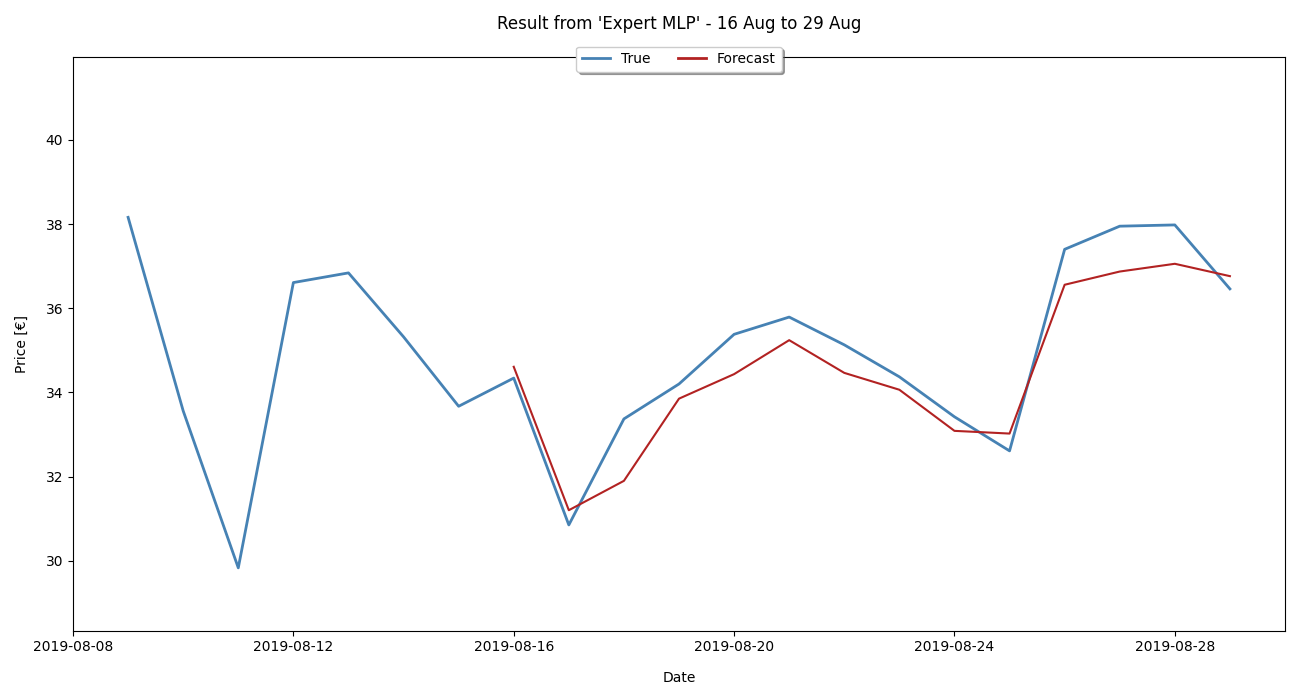 Result from 'Expert MLP' - 16 Aug to 29 Aug
True Forecast
40
38
36
34
32
30
Price [€]
2019-08-08 2019-08-12 2019-08-16 2019-08-20 2019-08-24 2019-08-28
Date